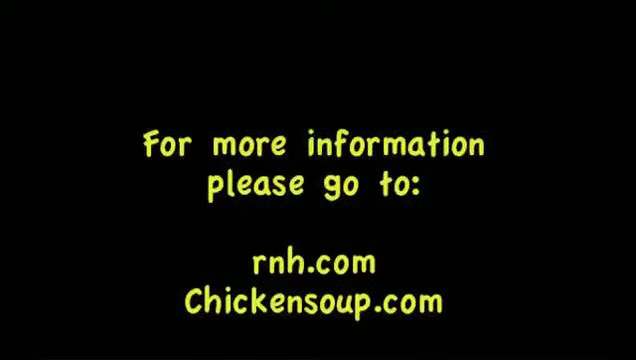 For more information
please go to:
rnh.com
Chickensoup.com